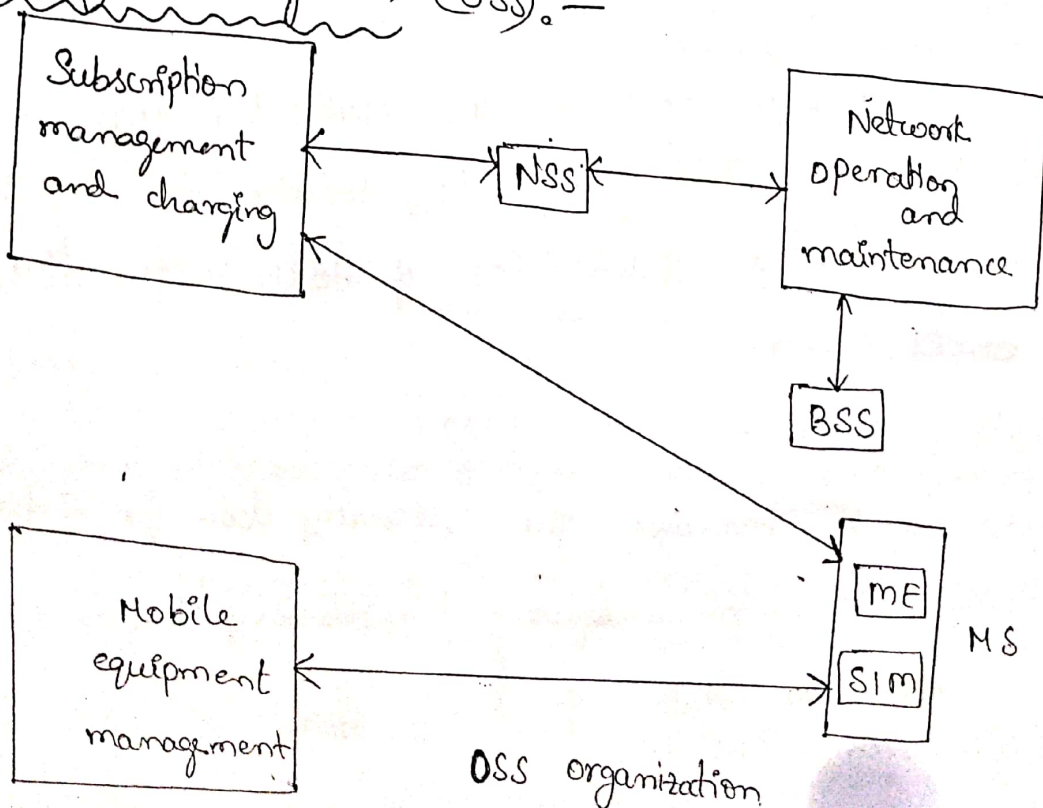 (OSS).—
Subscription
management
and charging
NSS
Network
operation
and
maintenance
BSS
Mobile
equipment
management
ME
SIM
MS
OSS organization